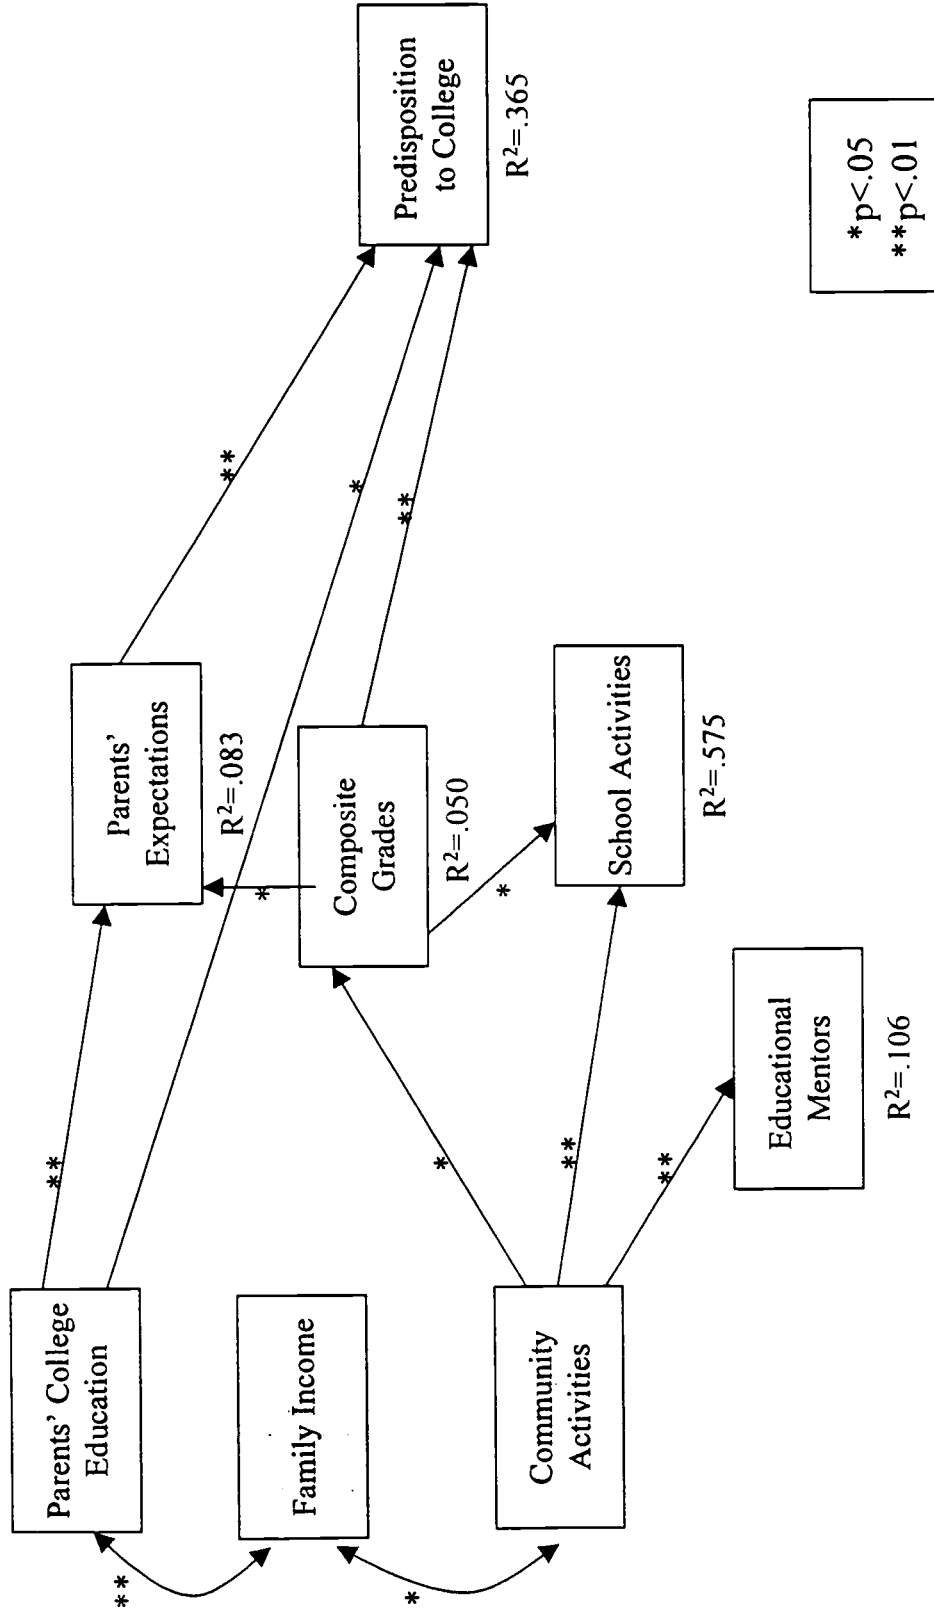 Parents' College
Education
**
Family Income
*
Community
Activities
**
*
**
**
Parents'
Expectations
R²=.083
*
Composite
Grades
R²=.050
*
School Activities
R²=.575
Educational
Mentors
R²=.106
**
*
**
Predisposition
to College
R²=.365
*p<.05
**p<.01